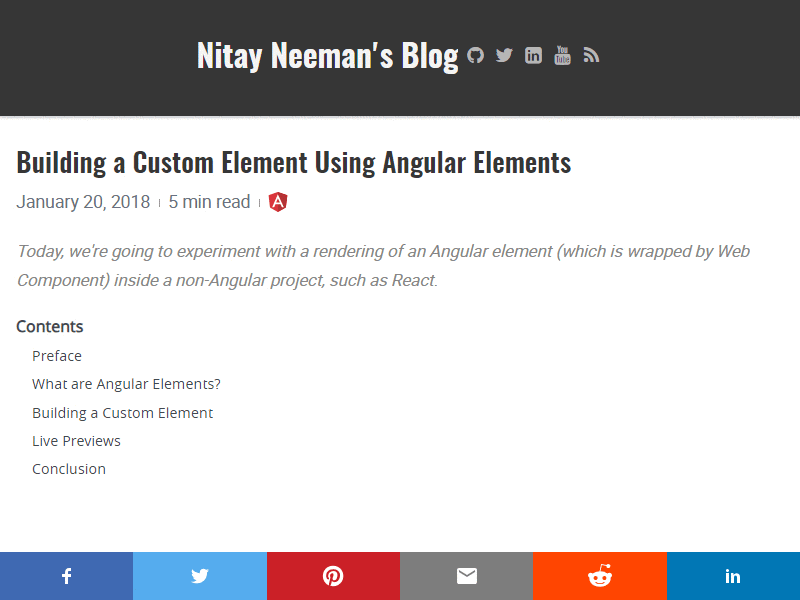 Nitay Neeman's Blog
Building a Custom Element Using Angular Elements
January 20, 2018 5 min read
Today, we're going to experiment with a rendering of an Angular element (which is wrapped by Web
Component) inside a non-Angular project, such as React.
Contents
Preface
What are Angular Elements?
Building a Custom Element
Live Previews
Conclusion